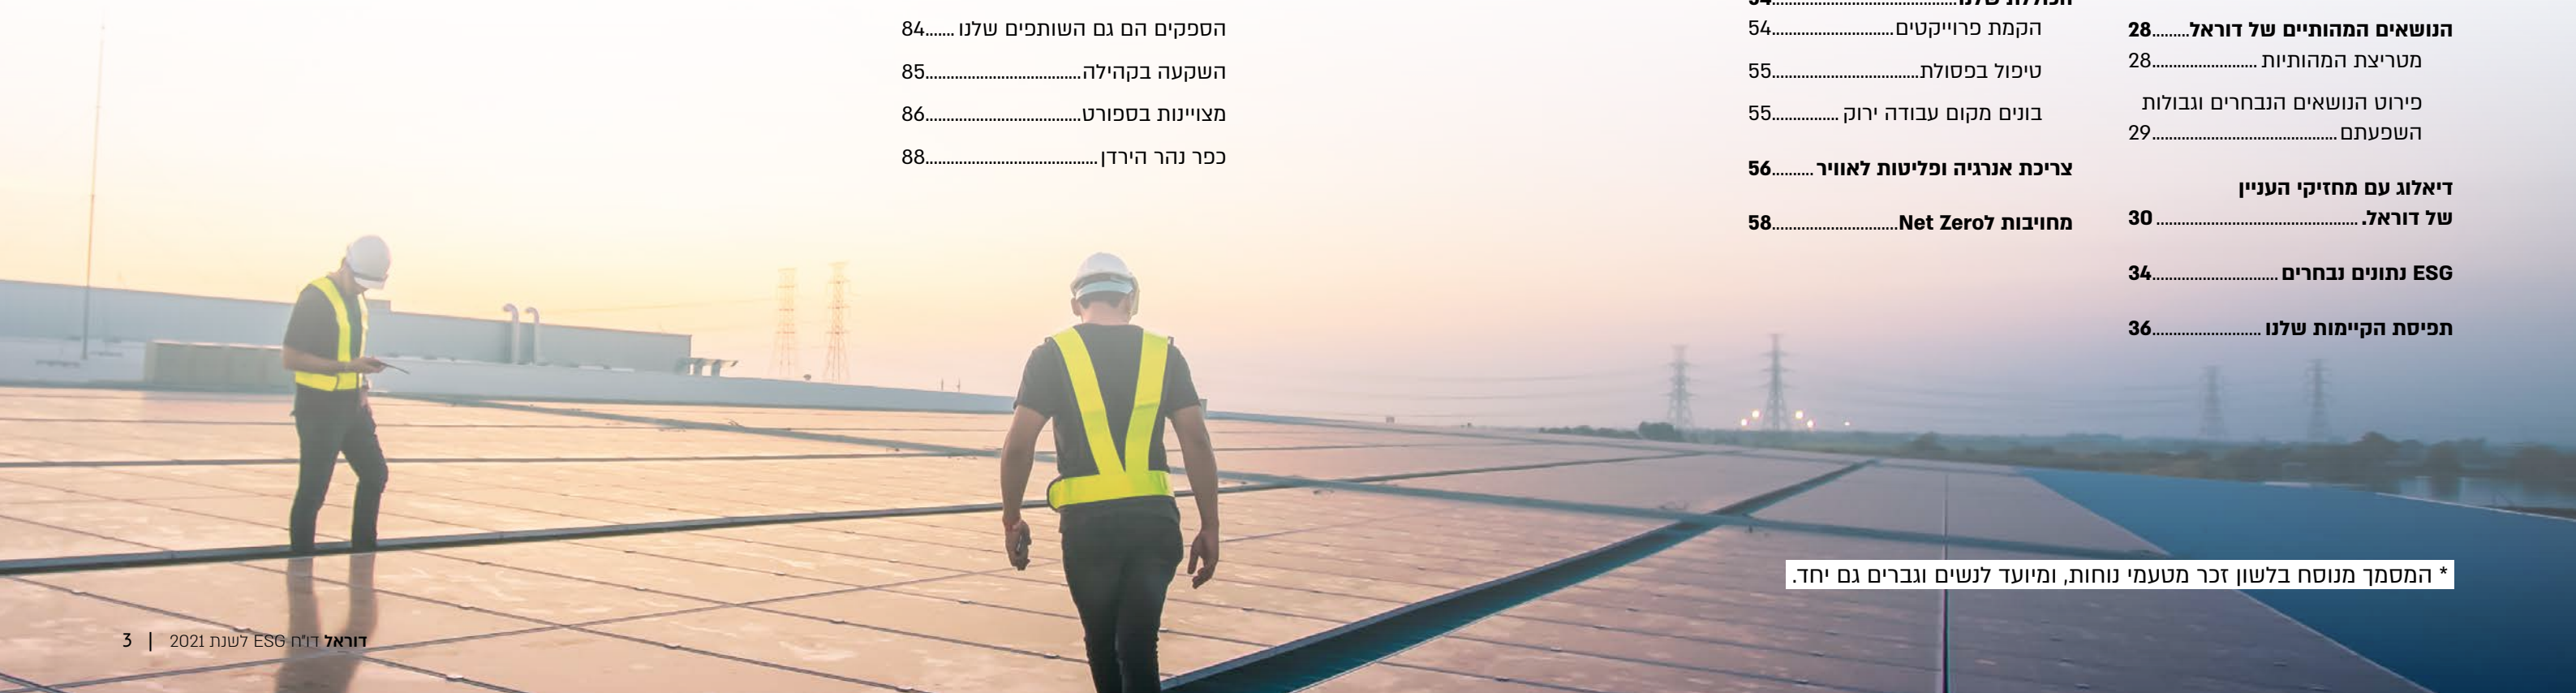 הנושאים המהותיים של דוראל.........28
מטריצת המהותיות.........................28
פירוט הנושאים הנבחרים וגבולות
השפעתם............................................29
דיאלוג עם מחזיקי העניין
של דוראל. ................................................30
ESG נתונים נבחרים..............................34
תפיסת הקיימות שלנו..........................36
הקמת פרוייקטים.............................54
טיפול בפסולת...................................55
בונים מקום עבודה ירוק................55
צריכת אנרגיה ופליטות לאוויר..........56
מחויבות לNet Zero..............................58
הספקים הם גם השותפים שלנו.......84
השקעה בקהילה.....................................85
מצויינות בספורט.....................................86
כפר נהר הירדן.........................................88
* המסמך מנוסח בלשון זכר מטעמי נוחות, ומיועד לנשים וגברים גם יחד.
דוראל דו"ח ESG לשנת 2021 | 3